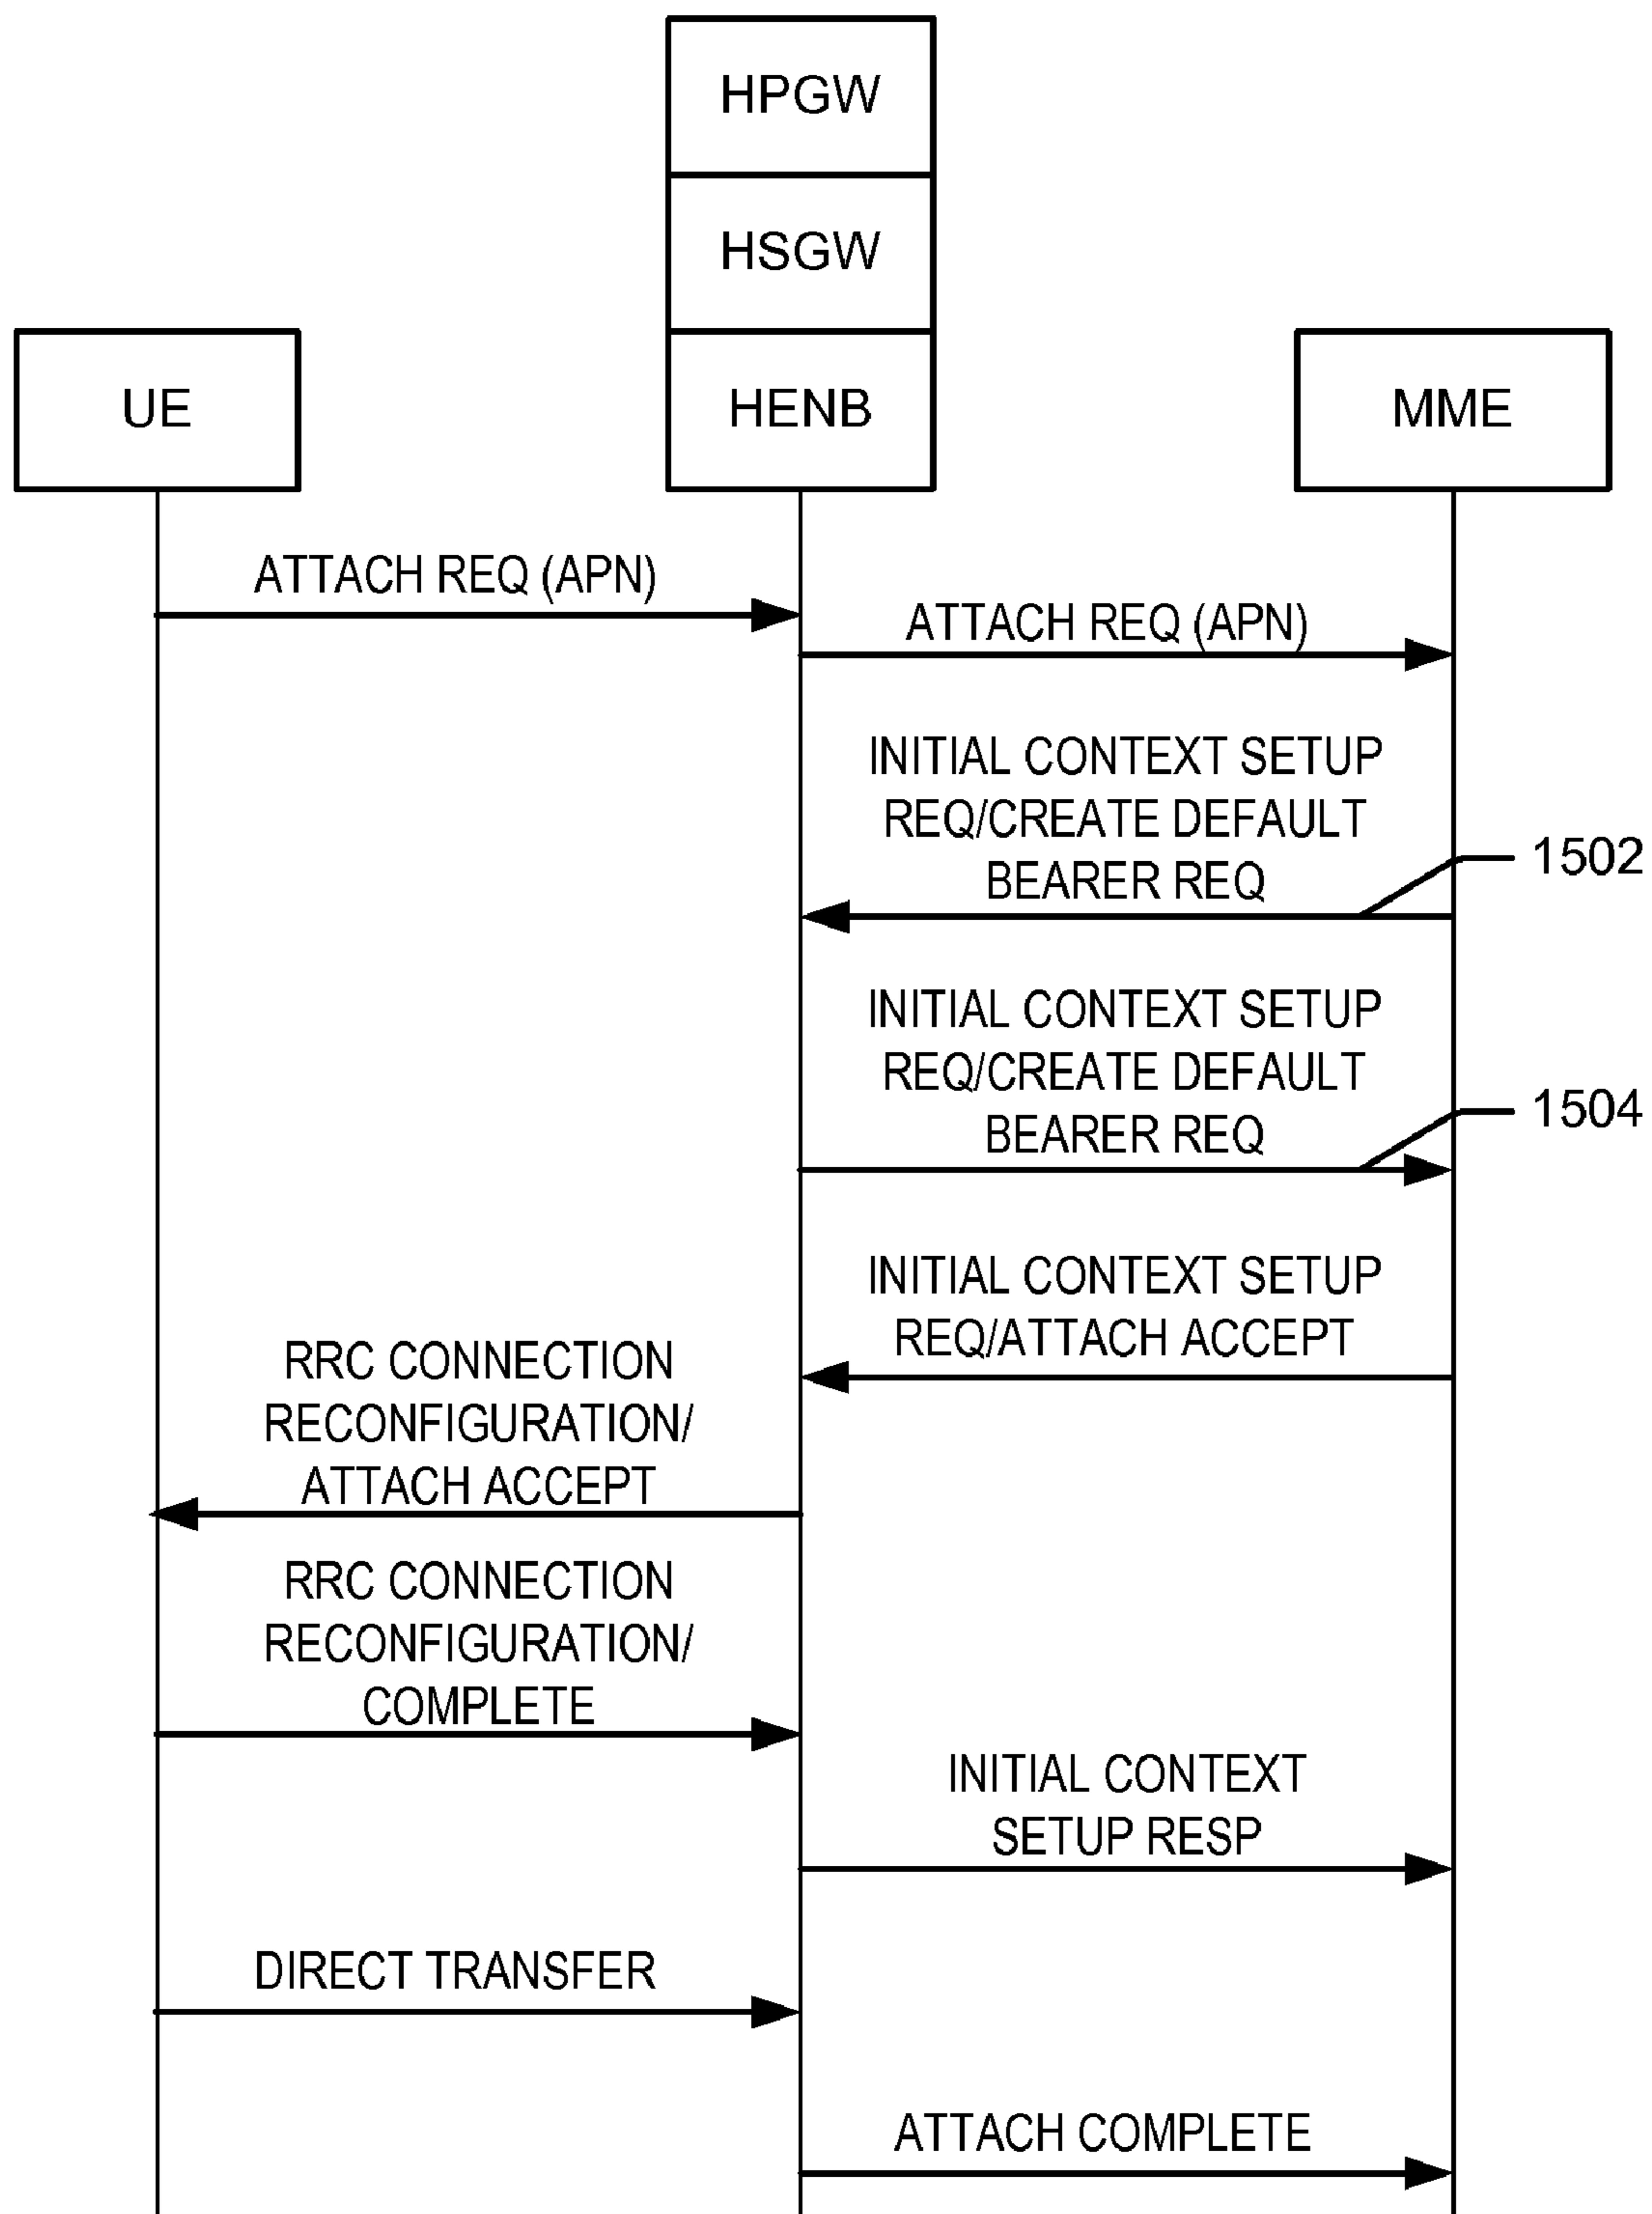 HPGW
HSGW
UE
HENB
MME
ATTACH REQ (APN)
ATTACH REQ (APN)
INITIAL CONTEXT SETUP
REQ/CREATE DEFAULT
BEARER REQ
1502
INITIAL CONTEXT SETUP
REQ/CREATE DEFAULT
BEARER REQ
1504
INITIAL CONTEXT SETUP
REQ/ATTACH ACCEPT
RRC CONNECTION
RECONFIGURATION/
ATTACH ACCEPT
RRC CONNECTION
RECONFIGURATION/
COMPLETE
INITIAL CONTEXT
SETUP RESP
DIRECT TRANSFER
ATTACH COMPLETE